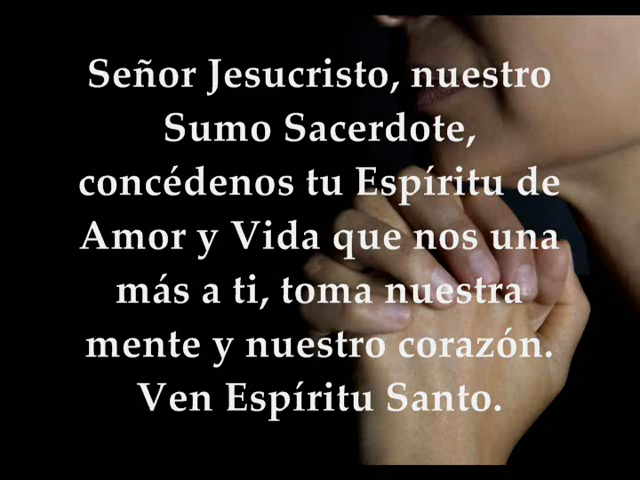 Señor Jesucristo, nuestro
Sumo Sacerdote,
concédenos tu Espíritu de
Amor y Vida que nos una
más a ti, toma nuestra
mente y nuestro corazón.
Ven Espíritu Santo.